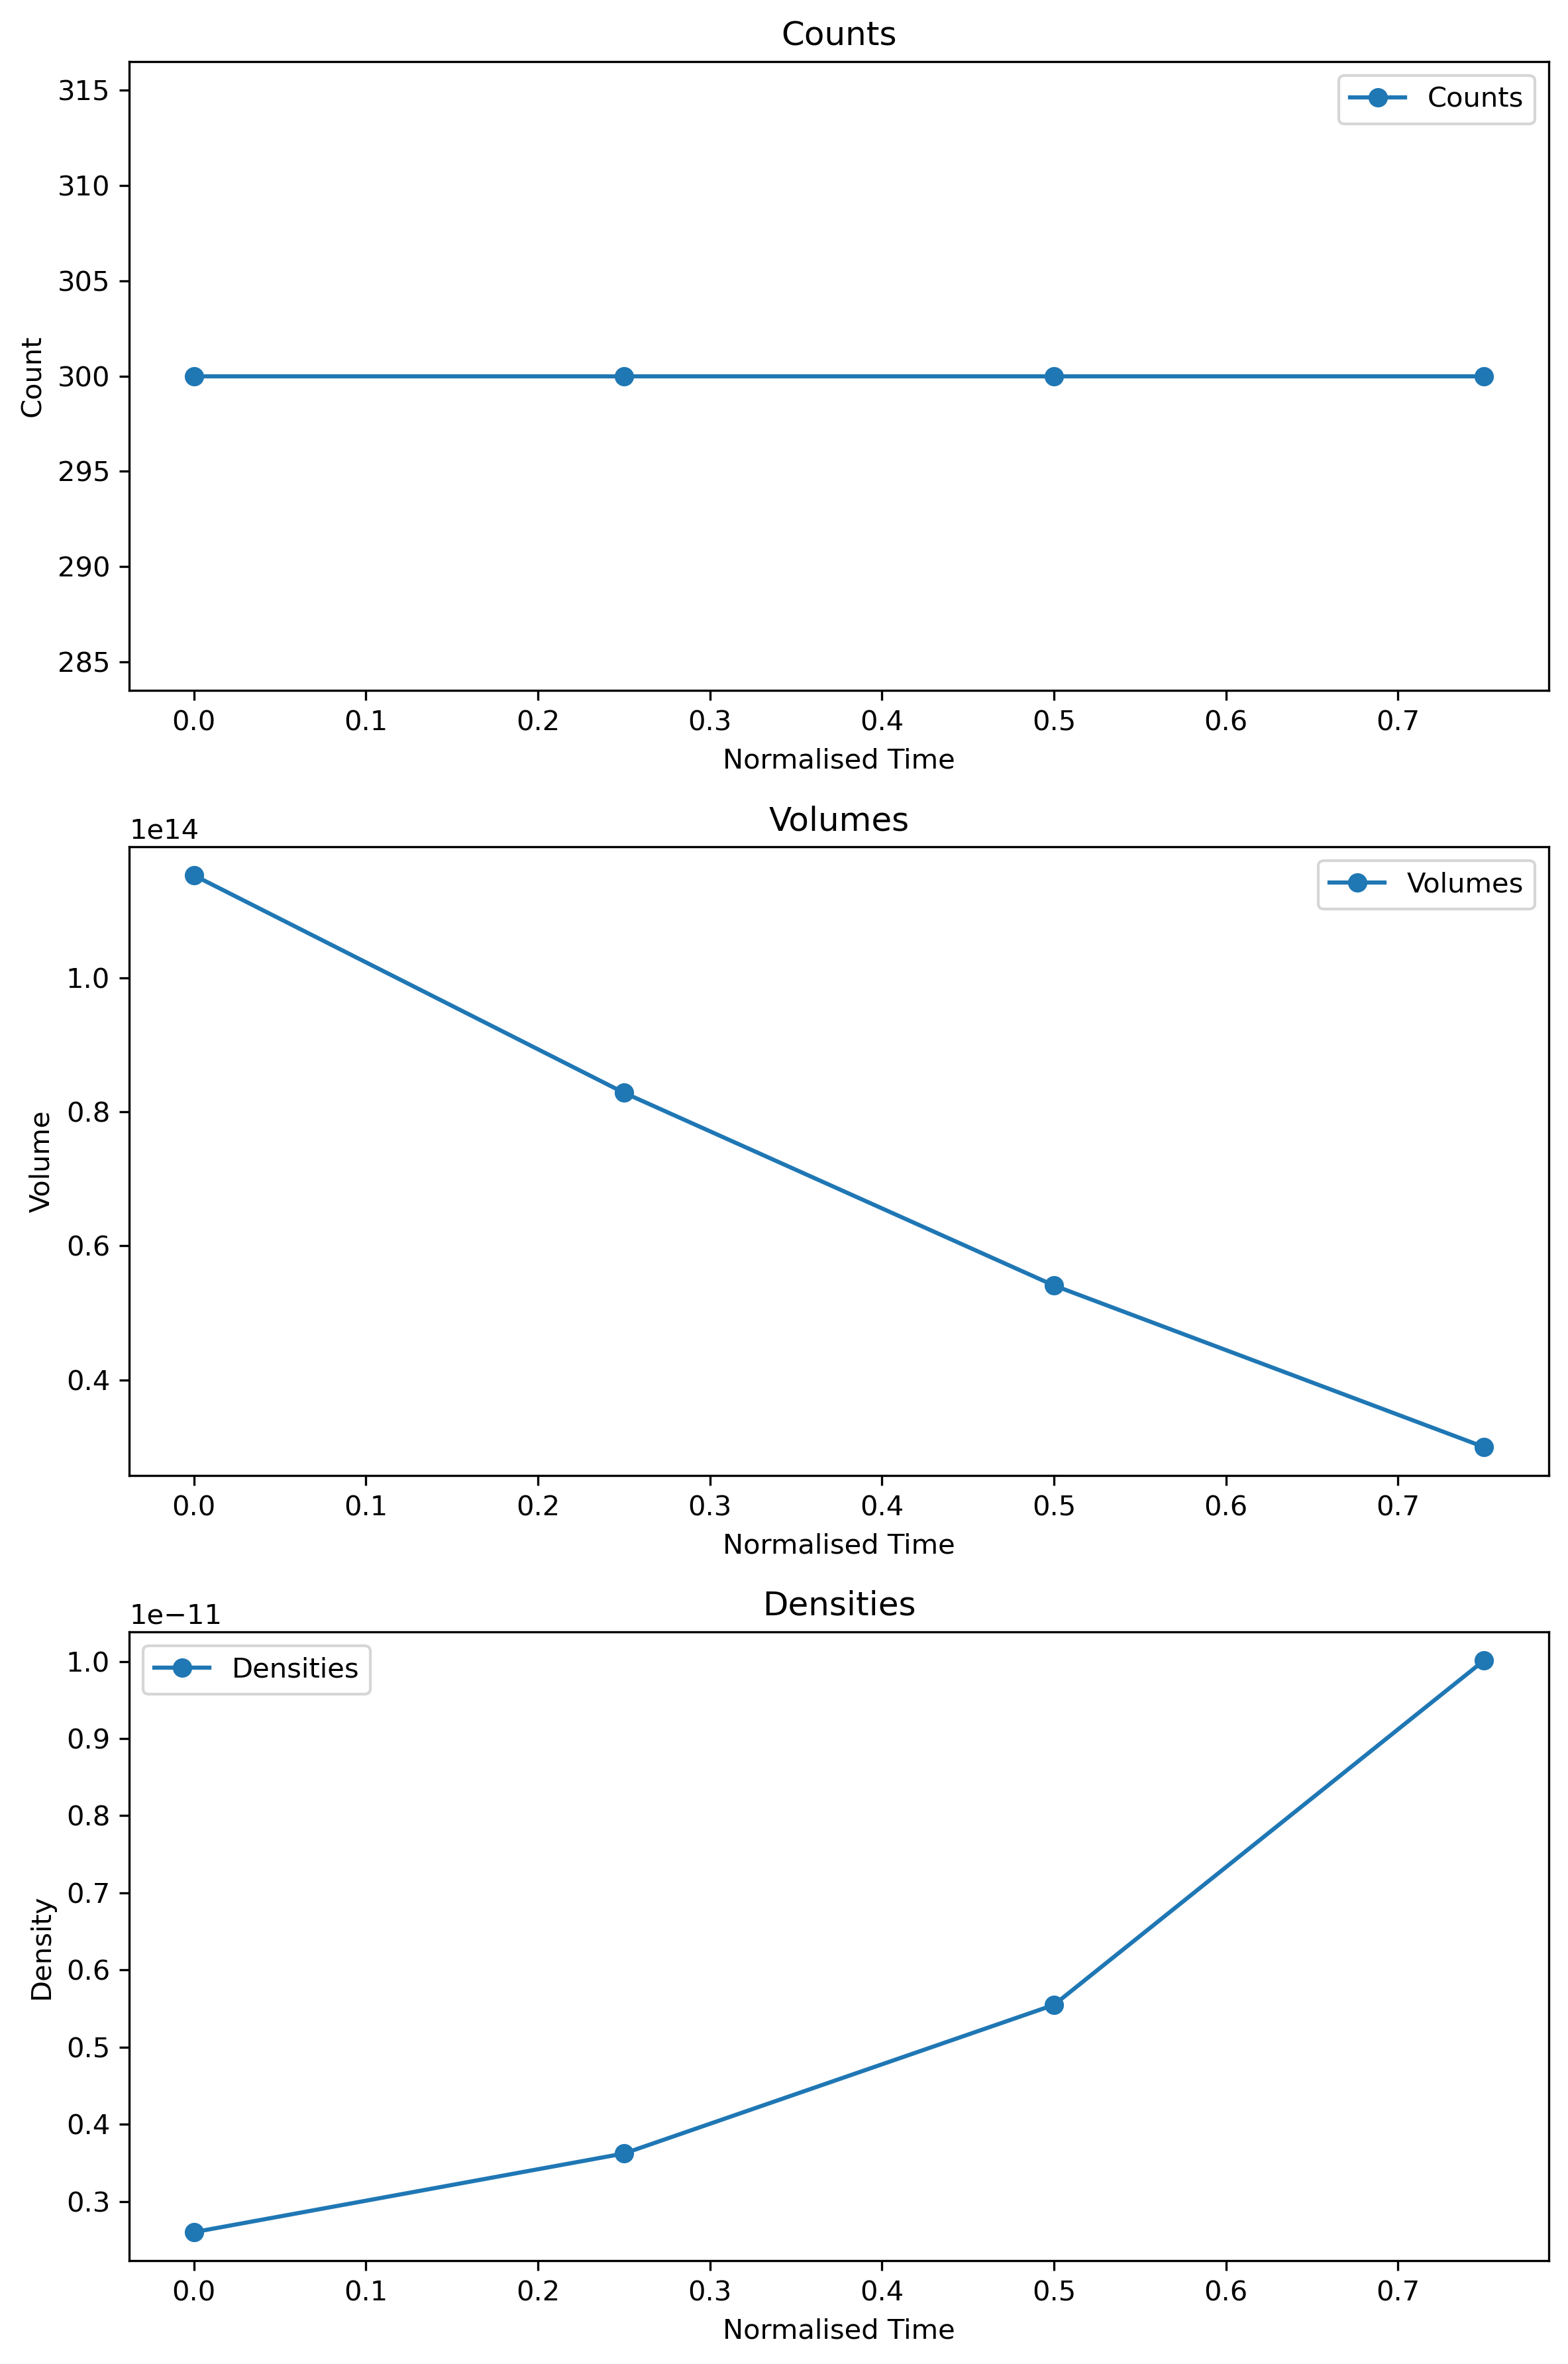 Counts
315
310
305
300
295
290
285
Count
Counts
0.0 0.1 0.2 0.3 0.4 0.5 0.6 0.7
Normalised Time
Volumes
1e14
1.0
0.8
0.6
0.4
Volume
Volumes
0.0 0.1 0.2 0.3 0.4 0.5 0.6 0.7
Normalised Time
Densities
1e−11
1.0
0.9
0.8
0.7
0.6
0.5
0.4
0.3
Density
Densities
0.0 0.1 0.2 0.3 0.4 0.5 0.6 0.7
Normalised Time